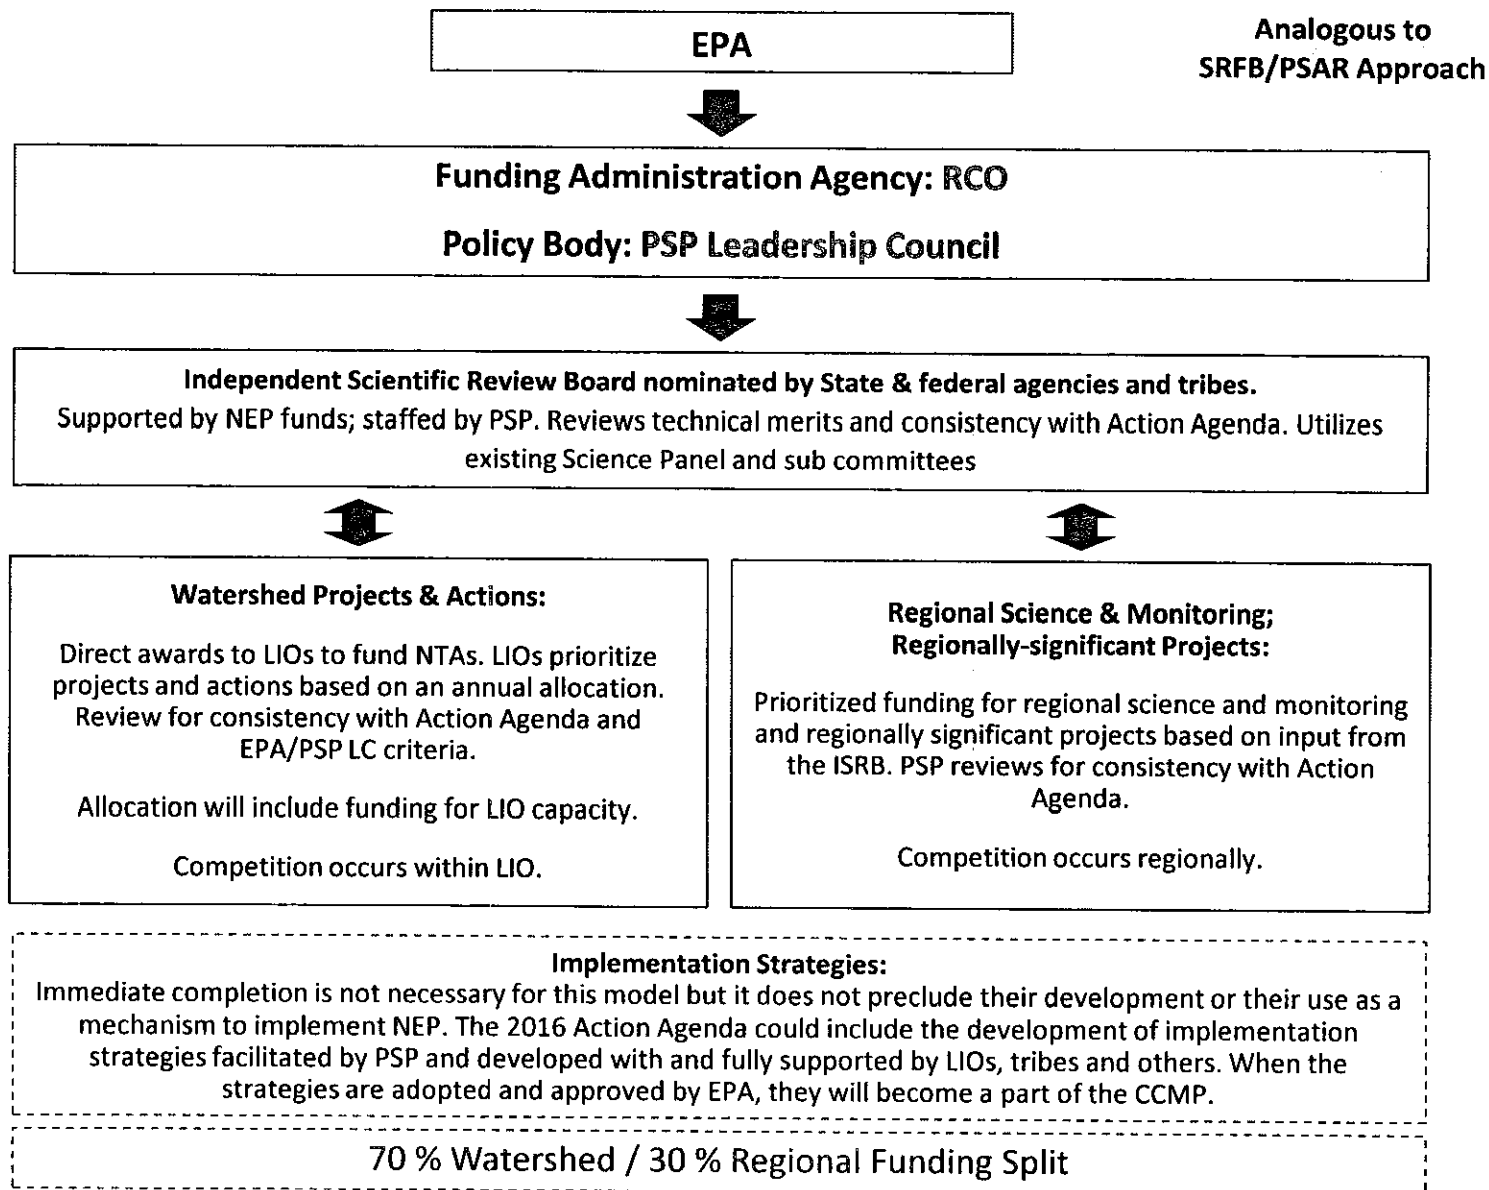 EPA
Analogous to
SRFB/PSAR Approach
Funding Administration Agency: RCO
Policy Body: PSP Leadership Council
Independent Scientific Review Board nominated by State & federal agencies and tribes.
Supported by NEP funds; staffed by PSP. Reviews technical merits and consistency with Action Agenda. Utilizes
existing Science Panel and sub committees
Watershed Projects & Actions:
Direct awards to LIOs to fund NTAs. LIOs prioritize
projects and actions based on an annual allocation.
Review for consistency with Action Agenda and
EPA/PSP LC criteria.
Allocation will include funding for LIO capacity.
Competition occurs within LIO.
Regional Science & Monitoring;
Regionally-significant Projects:
Prioritized funding for regional science and monitoring
and regionally significant projects based on input from
the ISRB. PSP reviews for consistency with Action
Agenda.
Competition occurs regionally.
Implementation Strategies:
Immediate completion is not necessary for this model but it does not preclude their development or their use as a
mechanism to implement NEP. The 2016 Action Agenda could include the development of implementation
strategies facilitated by PSP and developed with and fully supported by LIOs, tribes and others. When the
strategies are adopted and approved by EPA, they will become a part of the CCMP.
70 % Watershed / 30 % Regional Funding Split